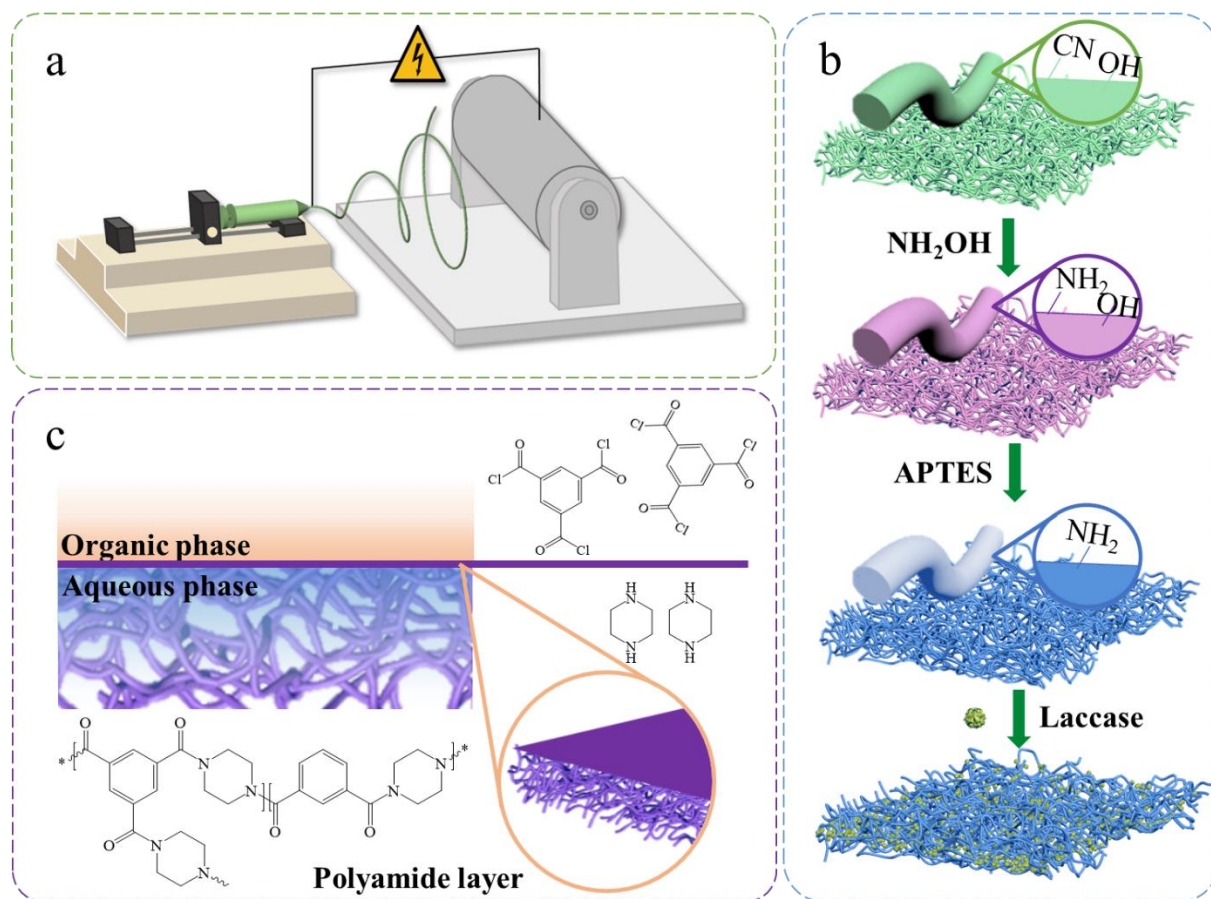 a
b
CN OH
NH₂OH
NH₂
OH
APTES
NH₂
Laccase
c
O
Cl
Cl
O
O
Cl
O
Cl
Cl
O
O
Cl
Organic phase
Aqueous phase
H
N
N
H
H
N
N
H
*
O
O
N
N
O
N
N
O
O
N
N
*
Polyamide layer